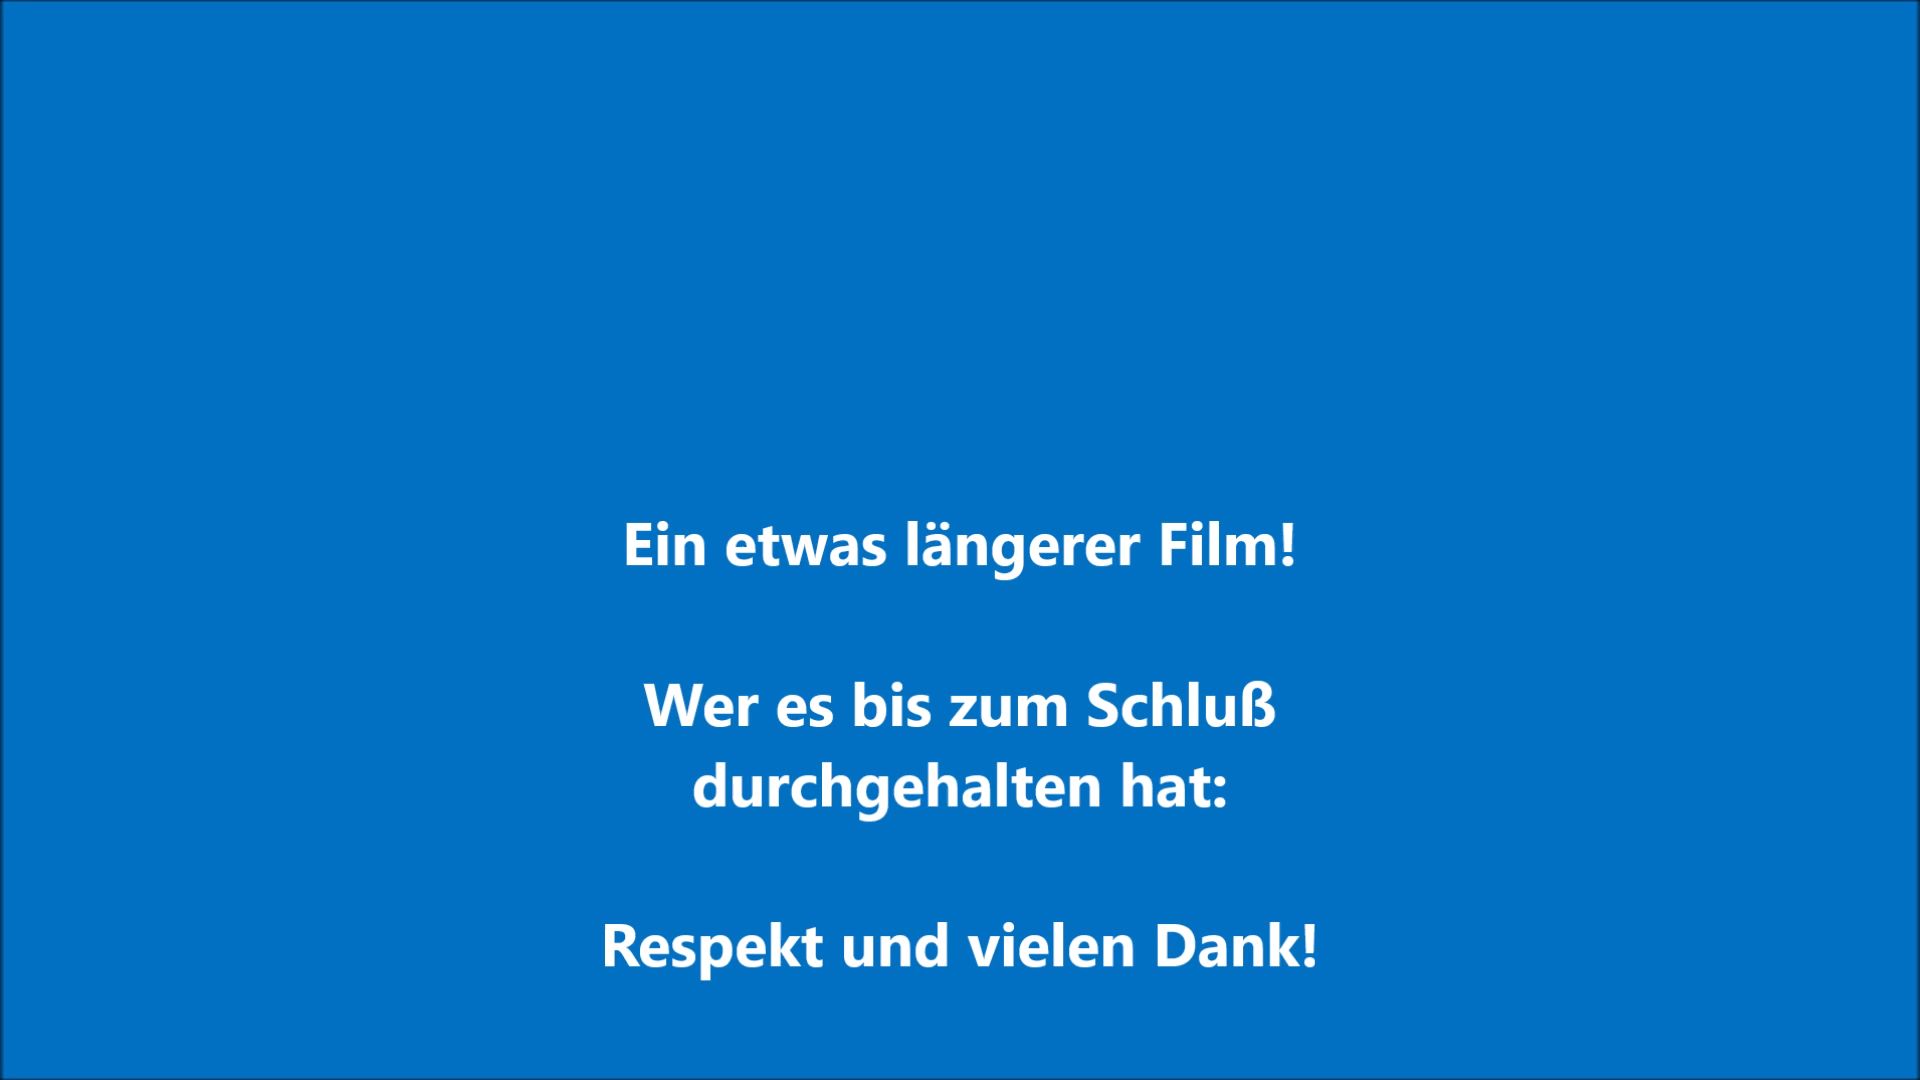 Ein etwas längerer Film!
Wer es bis zum Schluß
durchgehalten hat:
Respekt und vielen Dank!